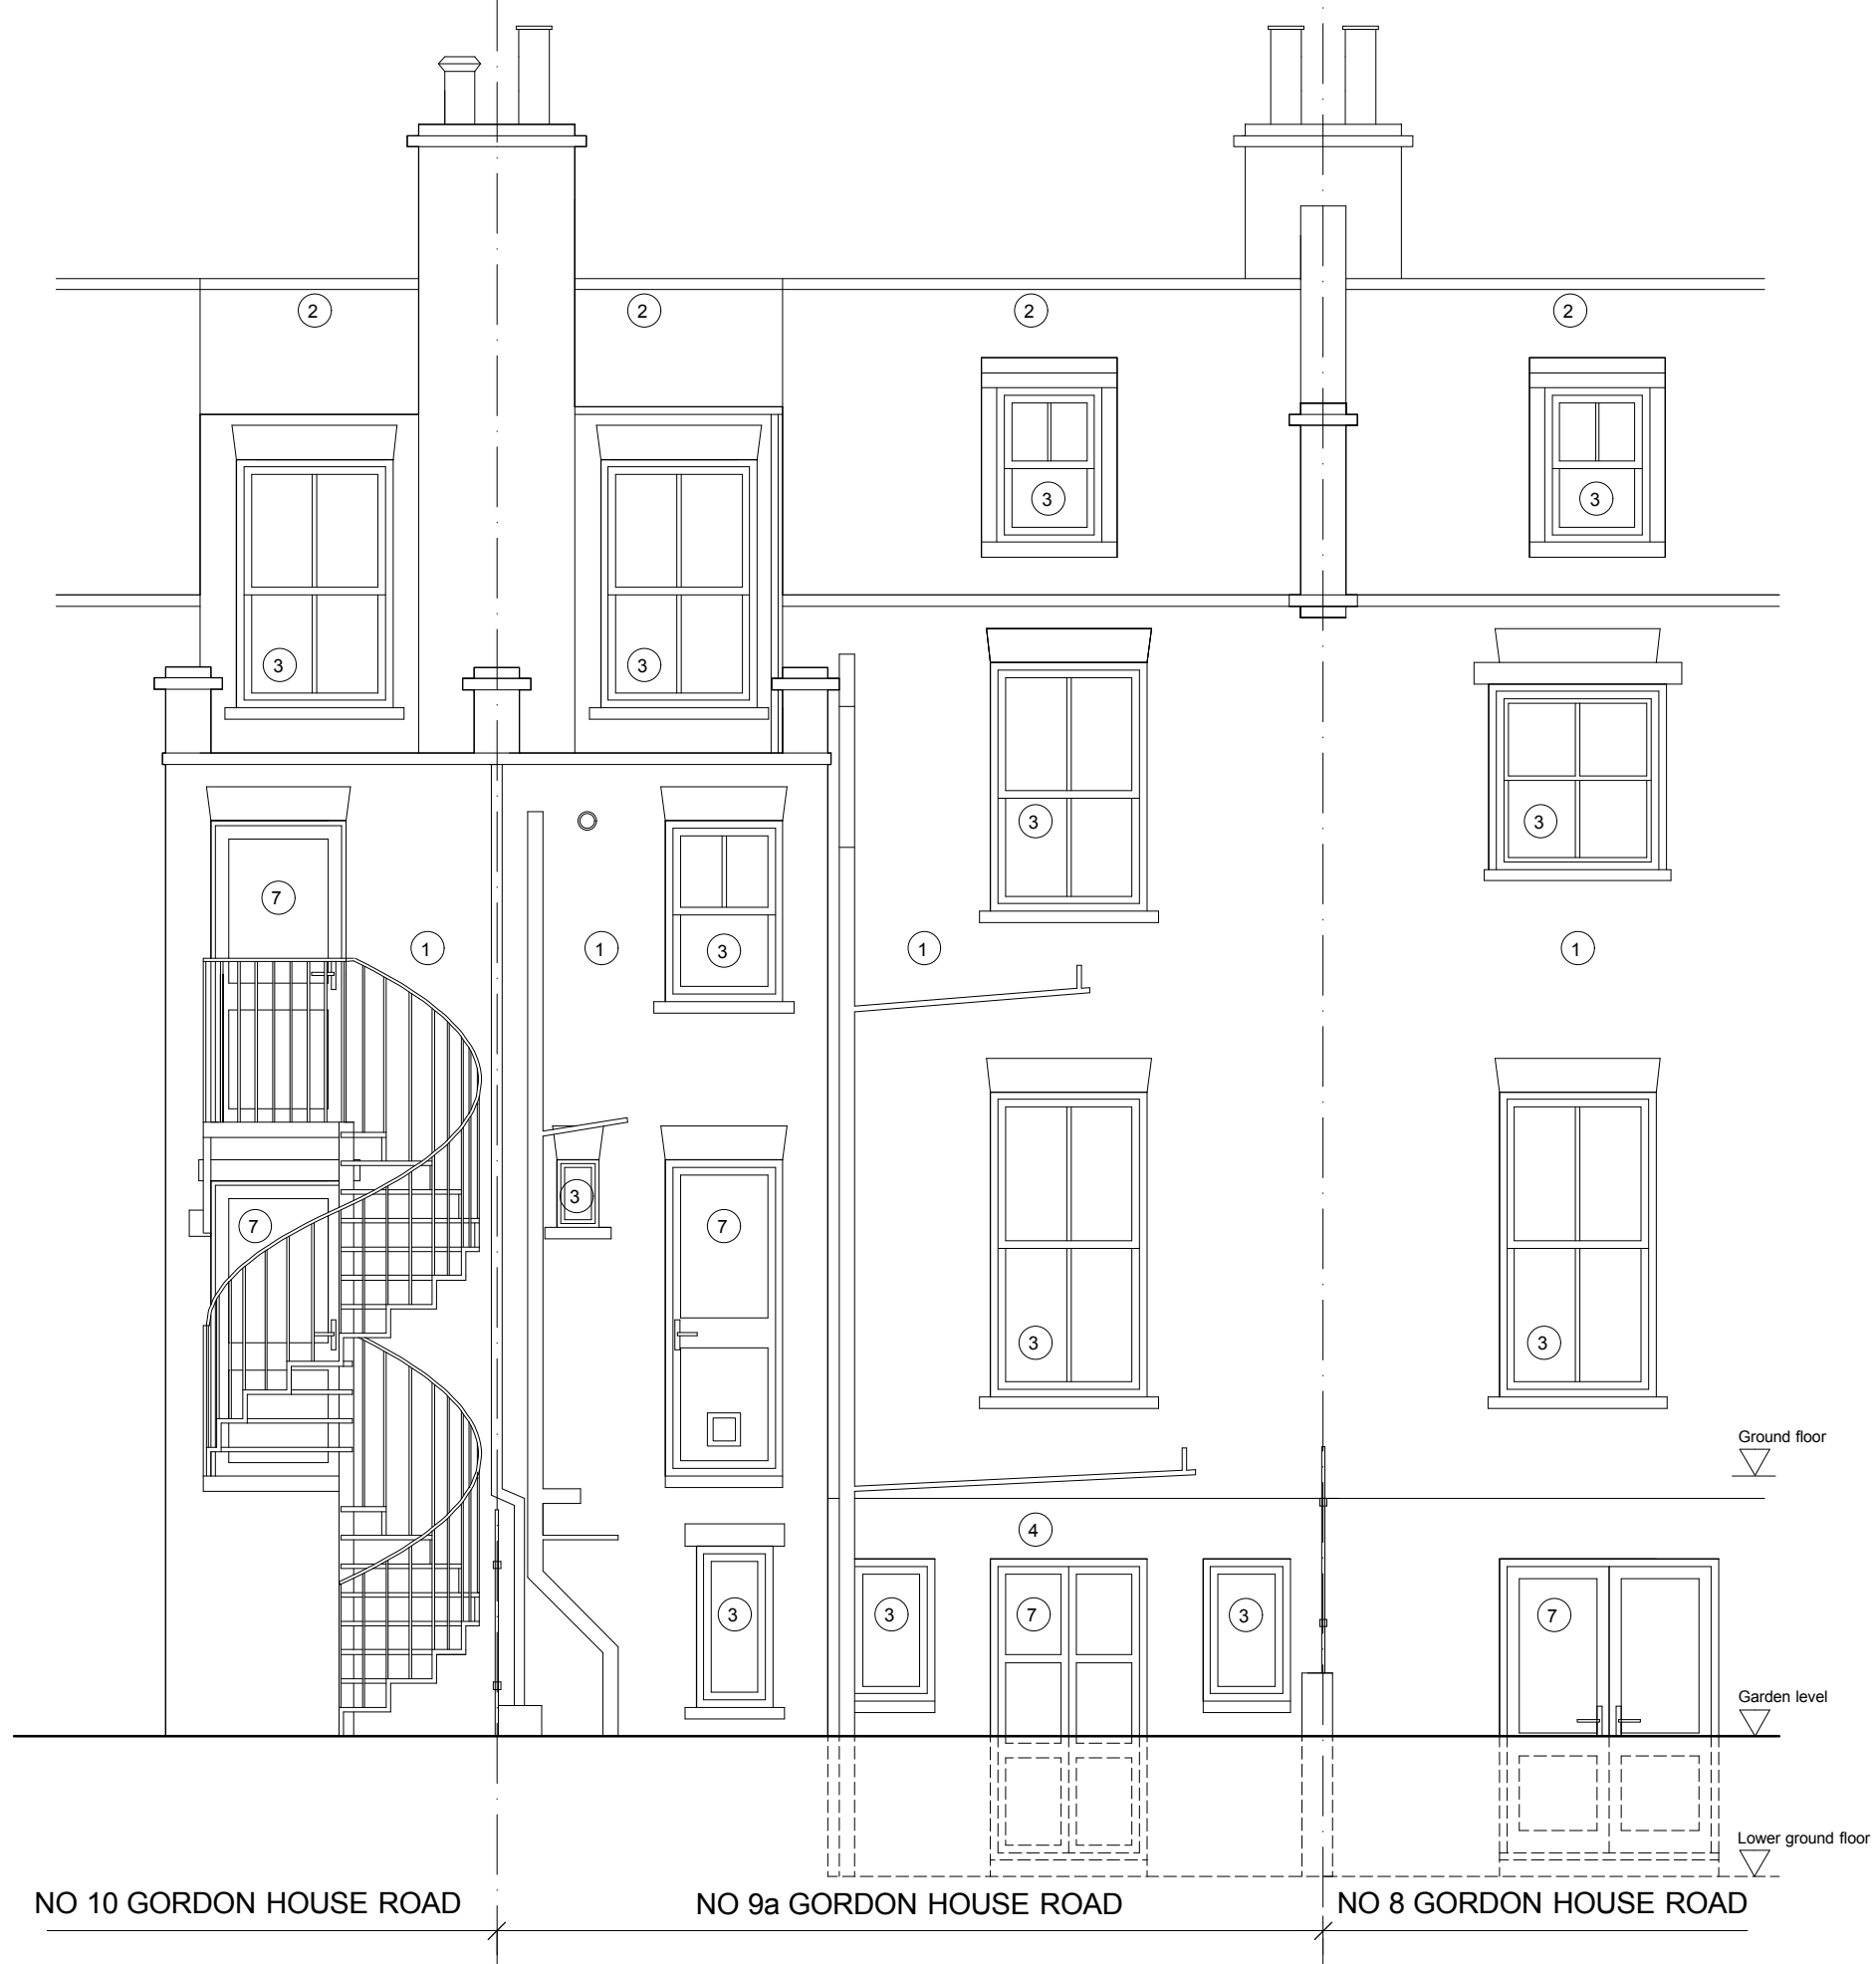 2 2 2 2
3 3
3 3
3 3
7
1 1 3 1 1
3
7 7
3 3
Ground floor
4
3 3 7 3 7
Garden level
Lower ground floor
NO 10 GORDON HOUSE ROAD
NO 9a GORDON HOUSE ROAD
NO 8 GORDON HOUSE ROAD